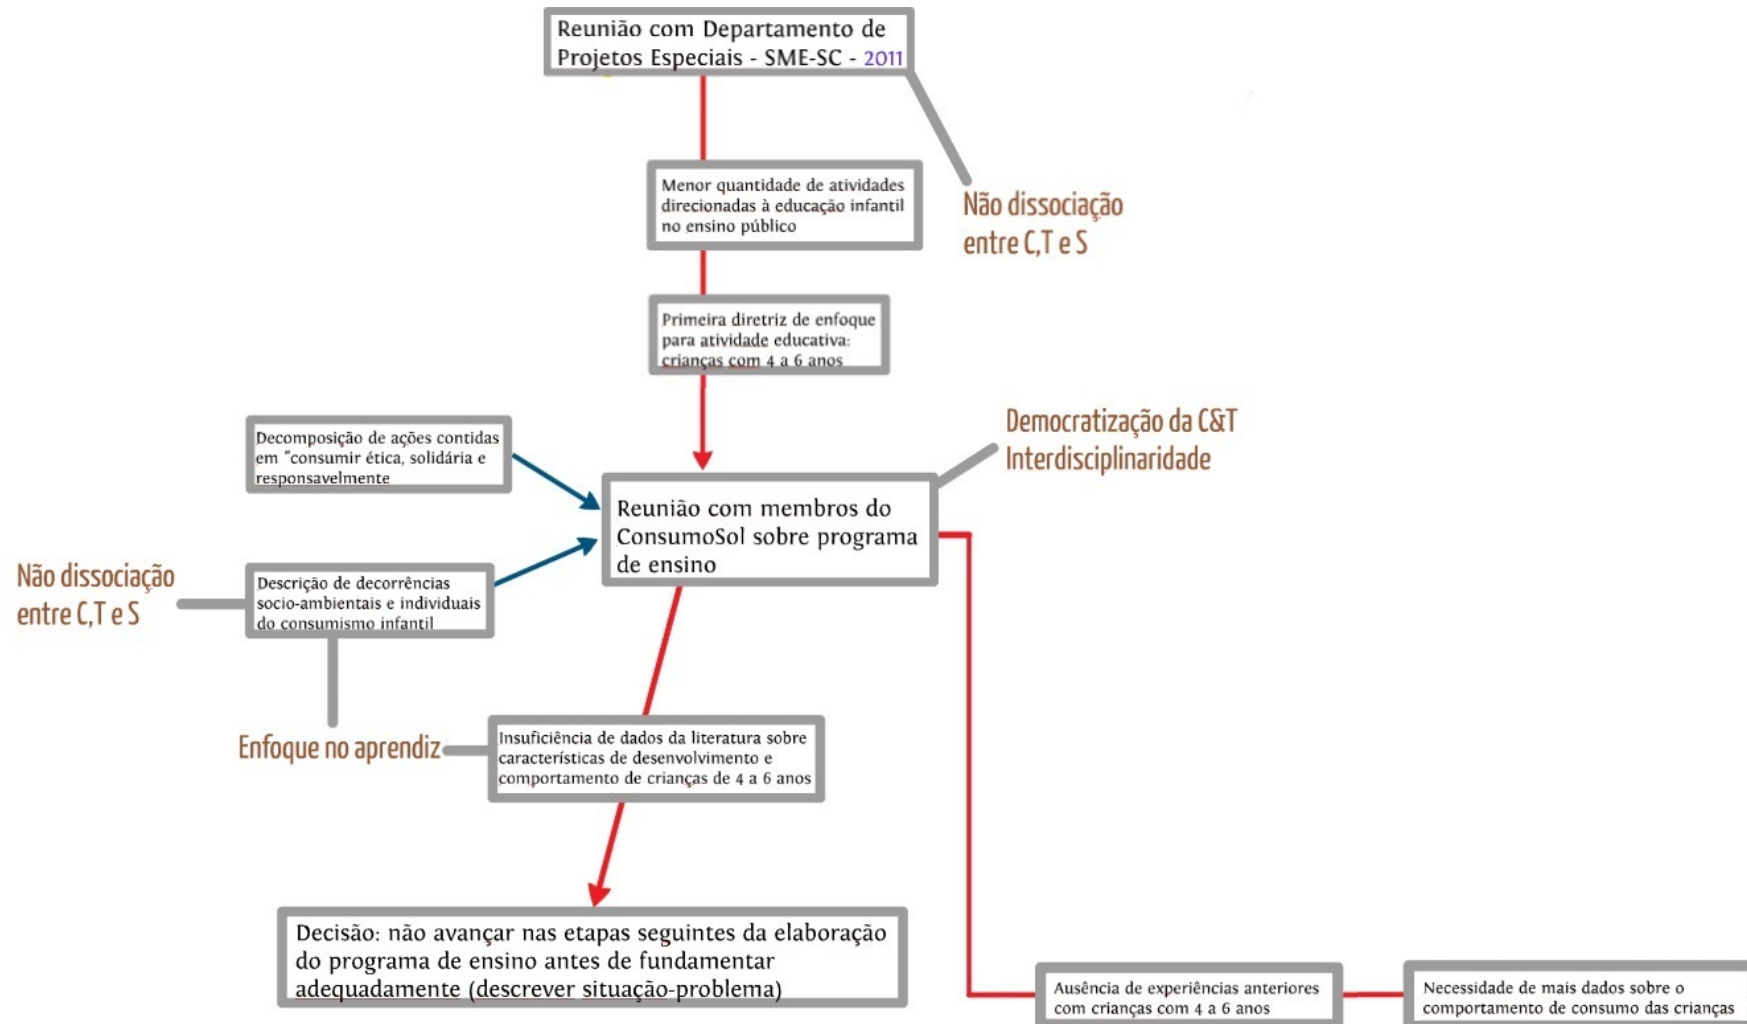 Reunião com Departamento de
Projetos Especiais - SME-SC - 2011
Menor quantidade de atividades
direcionadas à educação infantil
no ensino público
Não dissociação
entre C,T e S
Primeira diretriz de enfoque
para atividade educativa:
crianças com 4 a 6 anos
Decomposição de ações contidas
em "consumir ética, solidária e
responsavelmente
Democratização da C&T
Interdisciplinaridade
Reunião com membros do
ConsumoSol sobre programa
de ensino
Não dissociação
entre C,T e S
Descrição de decorrências
socio-ambientais e individuais
do consumismo infantil
Enfoque no aprendiz
Insuficiência de dados da literatura sobre
características de desenvolvimento e
comportamento de crianças de 4 a 6 anos
Decisão: não avançar nas etapas seguintes da elaboração
do programa de ensino antes de fundamentar
adequadamente (descrever situação-problema)
Ausência de experiências anteriores
com crianças com 4 a 6 anos
Necessidade de mais dados sobre o
comportamento de consumo das crianças